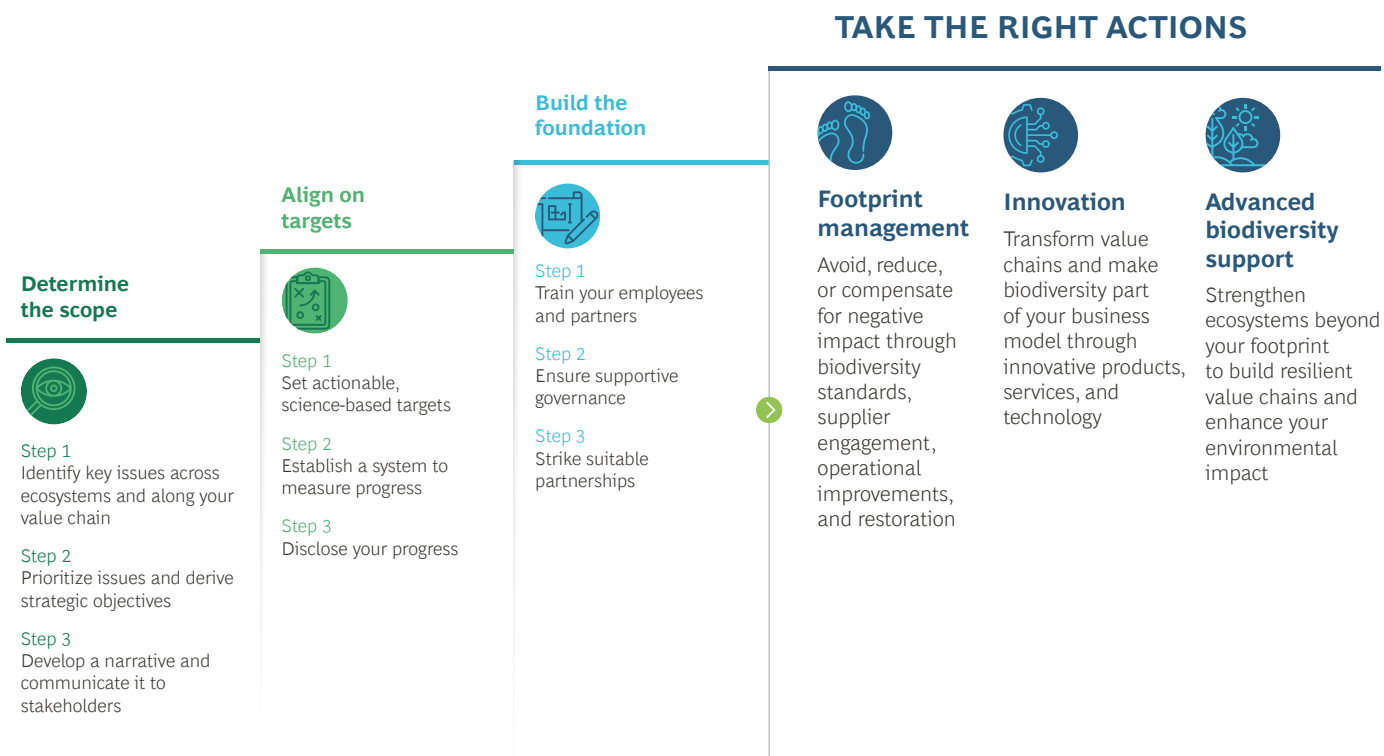 TAKE THE RIGHT ACTIONS
Determine
the scope
Step 1
Identify key issues across
ecosystems and along your
value chain
Step 2
Prioritize issues and derive
strategic objectives
Step 3
Develop a narrative and
communicate it to
stakeholders
Align on
targets
Step 1
Set actionable,
science-based targets
Step 2
Establish a system to
measure progress
Step 3
Disclose your progress
Build the
foundation
Step 1
Train your employees
and partners
Step 2
Ensure supportive
governance
Step 3
Strike suitable
partnerships
Footprint
management
Avoid, reduce,
or compensate
for negative
impact through
biodiversity
standards,
supplier
engagement,
operational
improvements,
and restoration
Innovation
Transform value
chains and make
biodiversity part
of your business
model through
innovative products,
services, and
technology
Advanced
biodiversity
support
Strengthen
ecosystems beyond
your footprint
to build resilient
value chains and
enhance your
environmental
impact